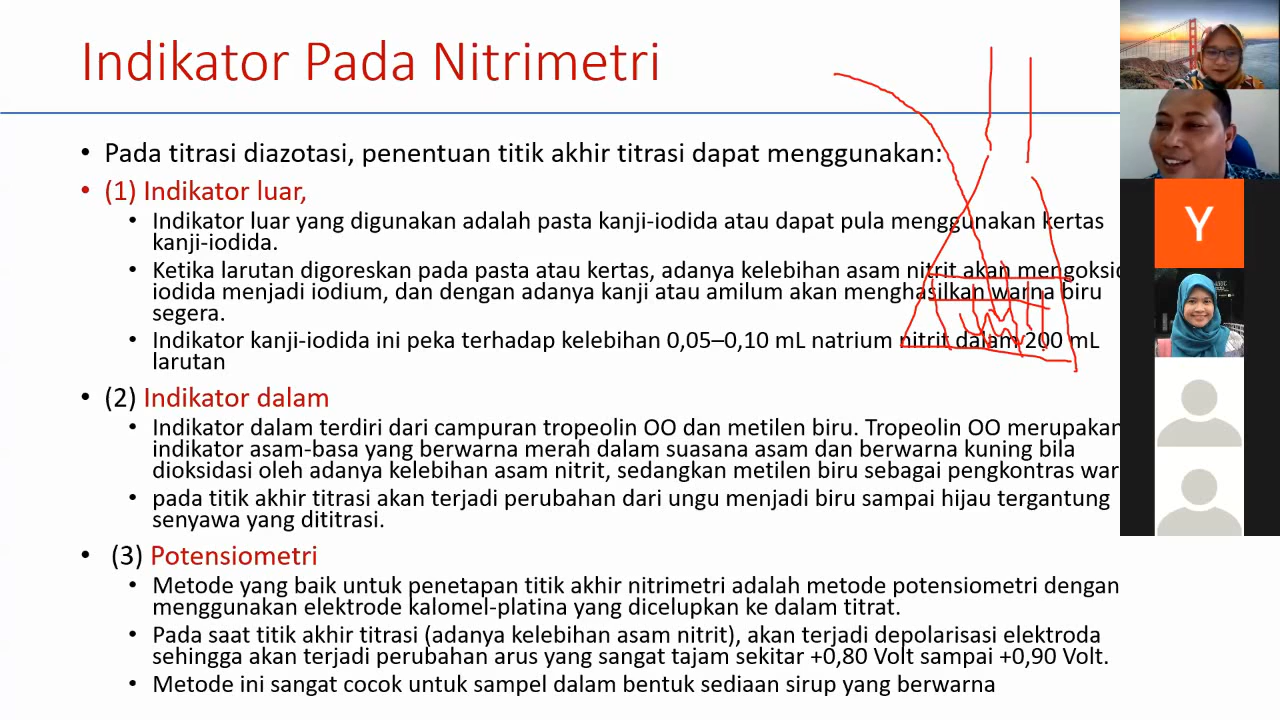 Indikator Pada Nitrimetri
• Pada titrasi diazotasi, penentuan titik akhir titrasi dapat menggunakan:
• (1) Indikator luar,
• Indikator luar yang digunakan adalah pasta kanji-iodida atau dapat pula menggunakan kertas
kanji-iodida.
• Ketika larutan digoreskan pada pasta atau kertas, adanya kelebihan asam nitrit akan mengoksid
iodida menjadi iodium, dan dengan adanya kanji atau amilum akan menghasilkan warna biru
segera.
• Indikator kanji-iodida ini peka terhadap kelebihan 0,05–0,10 mL natrium nitrit dalam 200 mL
larutan
• (2) Indikator dalam
• Indikator dalam terdiri dari campuran tropeolin OO dan metilen biru. Tropeolin OO merupakan
indikator asam-basa yang berwarna merah dalam suasana asam dan berwarna kuning bila
dioksidasi oleh adanya kelebihan asam nitrit, sedangkan metilen biru sebagai pengkontras war
• pada titik akhir titrasi akan terjadi perubahan dari ungu menjadi biru sampai hijau tergantung
senyawa yang dititrasi.
• (3) Potensiometri
• Metode yang baik untuk penetapan titik akhir nitrimetri adalah metode potensiometri dengan
menggunakan elektrode kalomel-platina yang dicelupkan ke dalam titrat.
• Pada saat titik akhir titrasi (adanya kelebihan asam nitrit), akan terjadi depolarisasi elektroda
sehingga akan terjadi perubahan arus yang sangat tajam sekitar +0,80 Volt sampai +0,90 Volt.
• Metode ini sangat cocok untuk sampel dalam bentuk sediaan sirup yang berwarna
Y